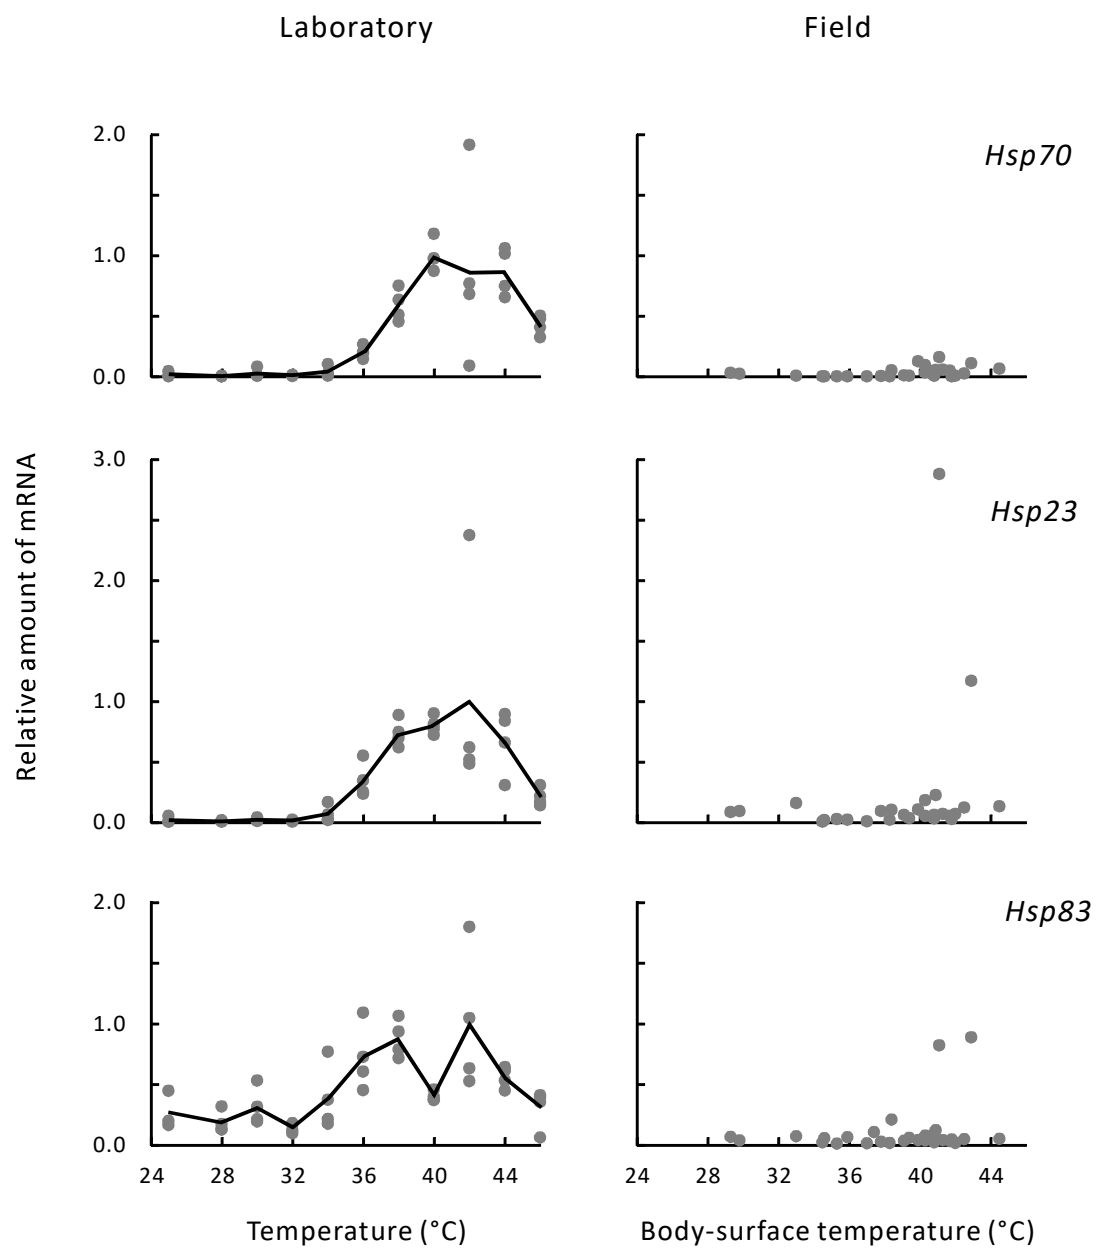 Laboratory
Field
2.0
1.0
0.0
Hsp70
Relative amount of mRNA
3.0
2.0
1.0
0.0
Hsp23
2.0
1.0
0.0
Hsp83
24 28 32 36 40 44
24 28 32 36 40 44
Temperature (°C)
Body-surface temperature (°C)